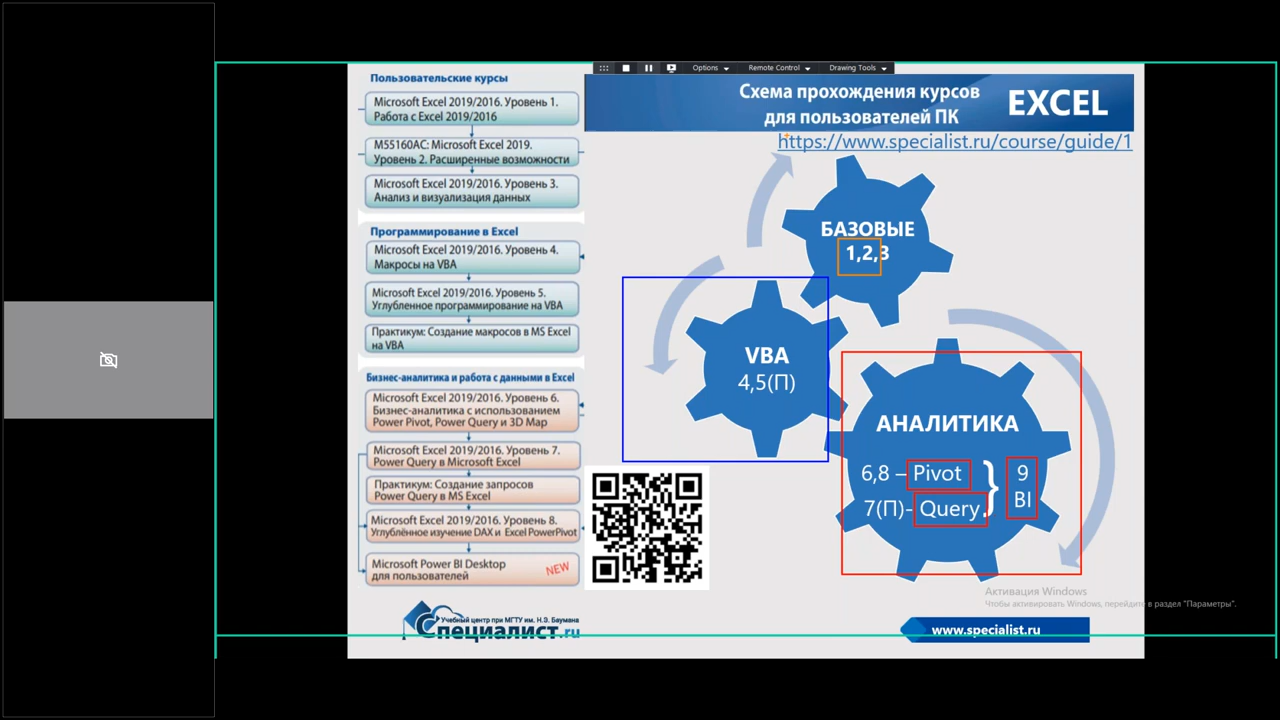 Options
Remote Control
Drawing Tools
Пользовательские курсы
Microsoft Excel 2019/2016. Уровень 1.
Работа с Excel 2019/2016
M55160AC: Microsoft Excel 2019.
Уровень 2. Расширенные возможности
Microsoft Excel 2019/2016. Уровень 3.
Анализ и визуализация данных
Программирование в Excel
Microsoft Excel 2019/2016. Уровень 4.
Макросы на VBA
Microsoft Excel 2019/2016. Уровень 5.
Углубленное программирование на VBA
Практикум: Создание макросов в MS Excel
на VBA
Бизнес-аналитика и работа с данными в Excel
Microsoft Excel 2019/2016. Уровень 6.
Бизнес-аналитика с использованием
Power Pivot, Power Query и 3D Map
Microsoft Excel 2019/2016. Уровень 7.
Power Query в Microsoft Excel
Практикум: Создание запросов
Power Query в MS Excel
Microsoft Excel 2019/2016. Уровень 8.
Углублённое изучение DAX и Excel PowerPivot
Microsoft Power BI Desktop
для пользователей
NEW
Учебный центр при МГТУ им. Н.Э. Баумана
Специалист.ru
Схема прохождения курсов
для пользователей ПК
EXCEL
https://www.specialist.ru/course/guide/1
БАЗОВЫЕ
1,2,3
VBA
4,5(П)
АНАЛИТИКА
6,8 – Pivot
7(П)- Query
} 9
BI
Активация Windows
Чтобы активировать Windows, перейдите в раздел "Параметры".
www.specialist.ru